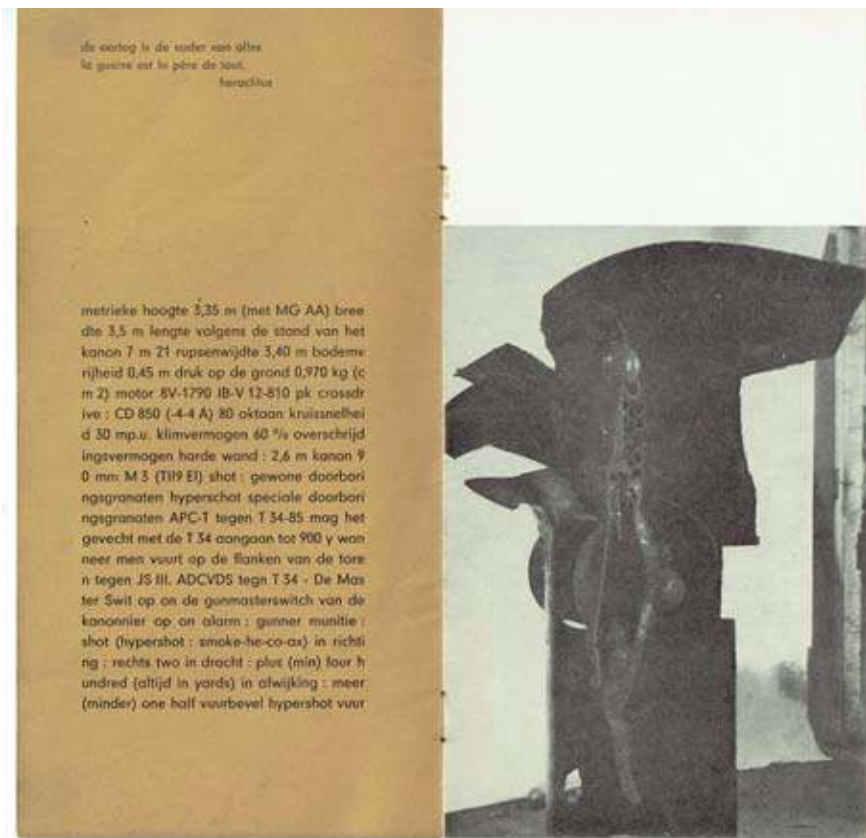 de oorlog is de vader van alles
la guerre est le père de tout.
heraclitus
metrieke hoogte 3,35 m (met MG AA) bree
dte 3,5 m lengte volgens de stand van het
kanon 7 m 21 rupsenwijdte 3,40 m bodemv
rijheid 0,45 m druk op de grond 0,970 kg (c
m 2) motor 8V-1790 IB-V 12-810 pk crossdr
ive : CD 850 (-4-4 A) 80 oktaan kruissnelhei
d 30 mp.u. klimvermogen 60 % overschrijd
ingsvermogen harde wand : 2,6 m kanon 9
0 mm M 3 (TII9 EI) shot : gewone doorbori
ngsgranaten hyperschot speciale doorbori
ngsgranaten APC-T tegen T 34-85 mag het
gevecht met de T 34 aangaan tot 900 y wan
neer men vuurt op de flanken van de tore
n tegen JS III. ADCVDS tegn T 34 - De Mas
ter Swit op on de gunmasterswitch van de
kanonnier op on alarm : gunner munitie :
shot (hypershot : smoke-he-co-ax) in richti
ng : rechts two in dracht : plus (min) four h
undred (altijd in yards) in afwijking : meer
(minder) one half vuurbevel hypershot vuur